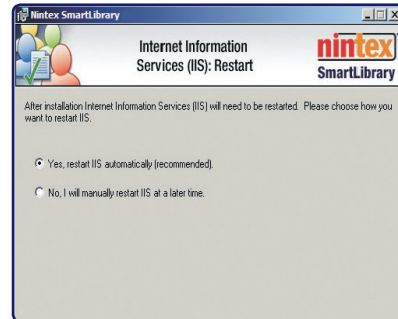 Nintex SmartLibrary
Internet Information
Services (IIS): Restart
nintex
SmartLibrary
After installation Internet Information Services (IIS) will need to be restarted. Please choose how you
want to restart IIS.
Yes, restart IIS automatically (recommended).
No, I will manually restart IIS at a later time.